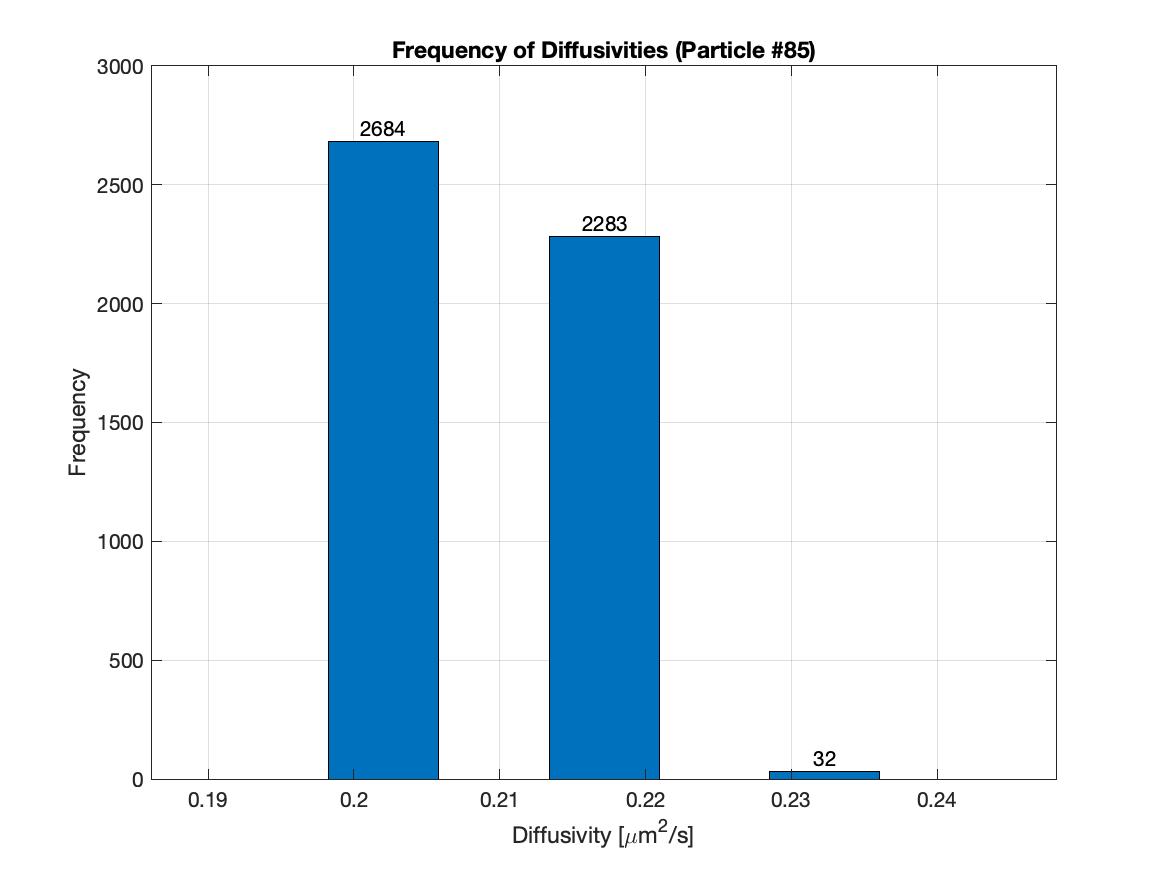 Frequency of Diffusivities (Particle #85)
3000
2500
2000
1500
1000
500
0
Frequency
2684
2283
32
0.19 0.2 0.21 0.22 0.23 0.24
Diffusivity [μm²/s]